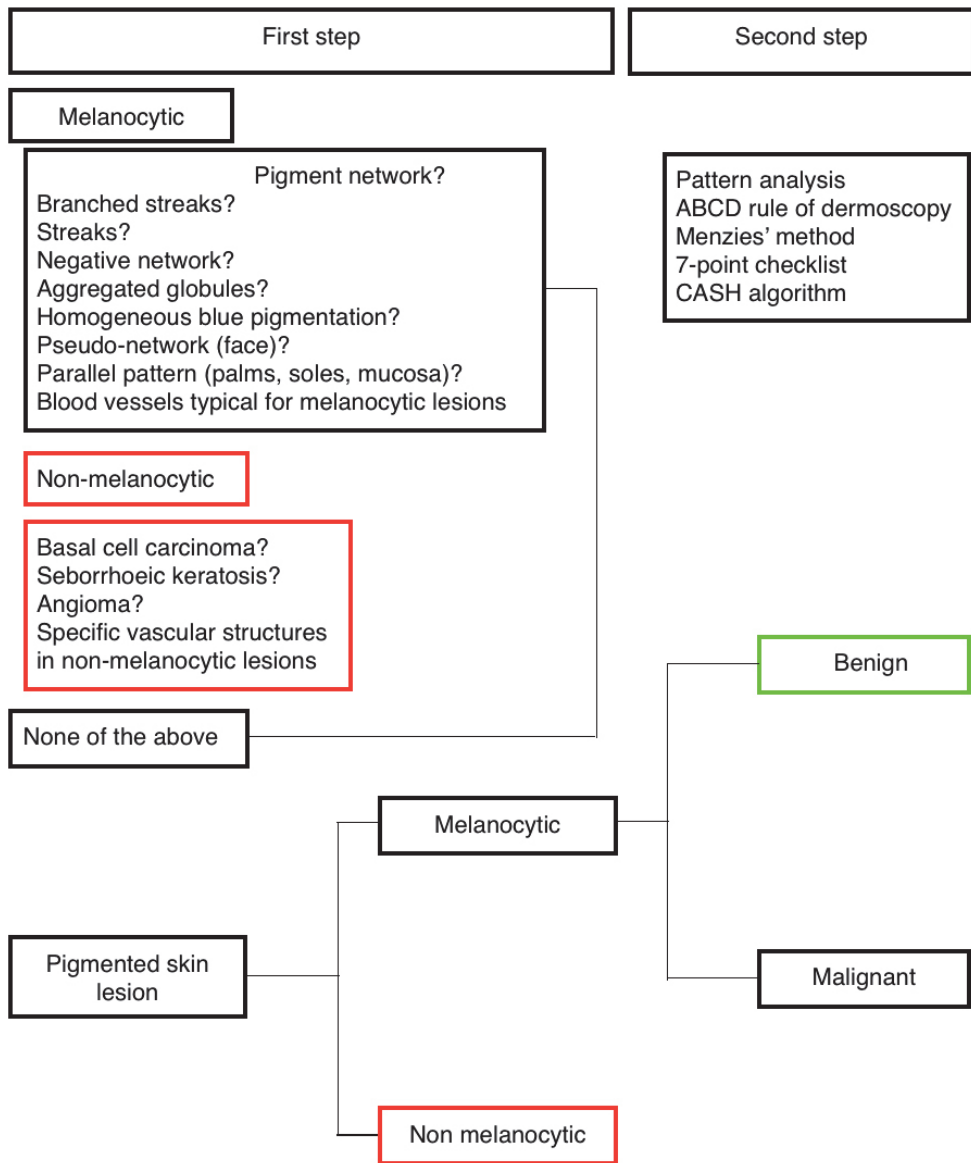 First step
Second step
Melanocytic
Pigment network?
Branched streaks?
Streaks?
Negative network?
Aggregated globules?
Homogeneous blue pigmentation?
Pseudo-network (face)?
Parallel pattern (palms, soles, mucosa)?
Blood vessels typical for melanocytic lesions
Pattern analysis
ABCD rule of dermoscopy
Menzies' method
7-point checklist
CASH algorithm
Non-melanocytic
Basal cell carcinoma?
Seborrhoeic keratosis?
Angioma?
Specific vascular structures
in non-melanocytic lesions
None of the above
Benign
Melanocytic
Pigmented skin
lesion
Malignant
Non melanocytic